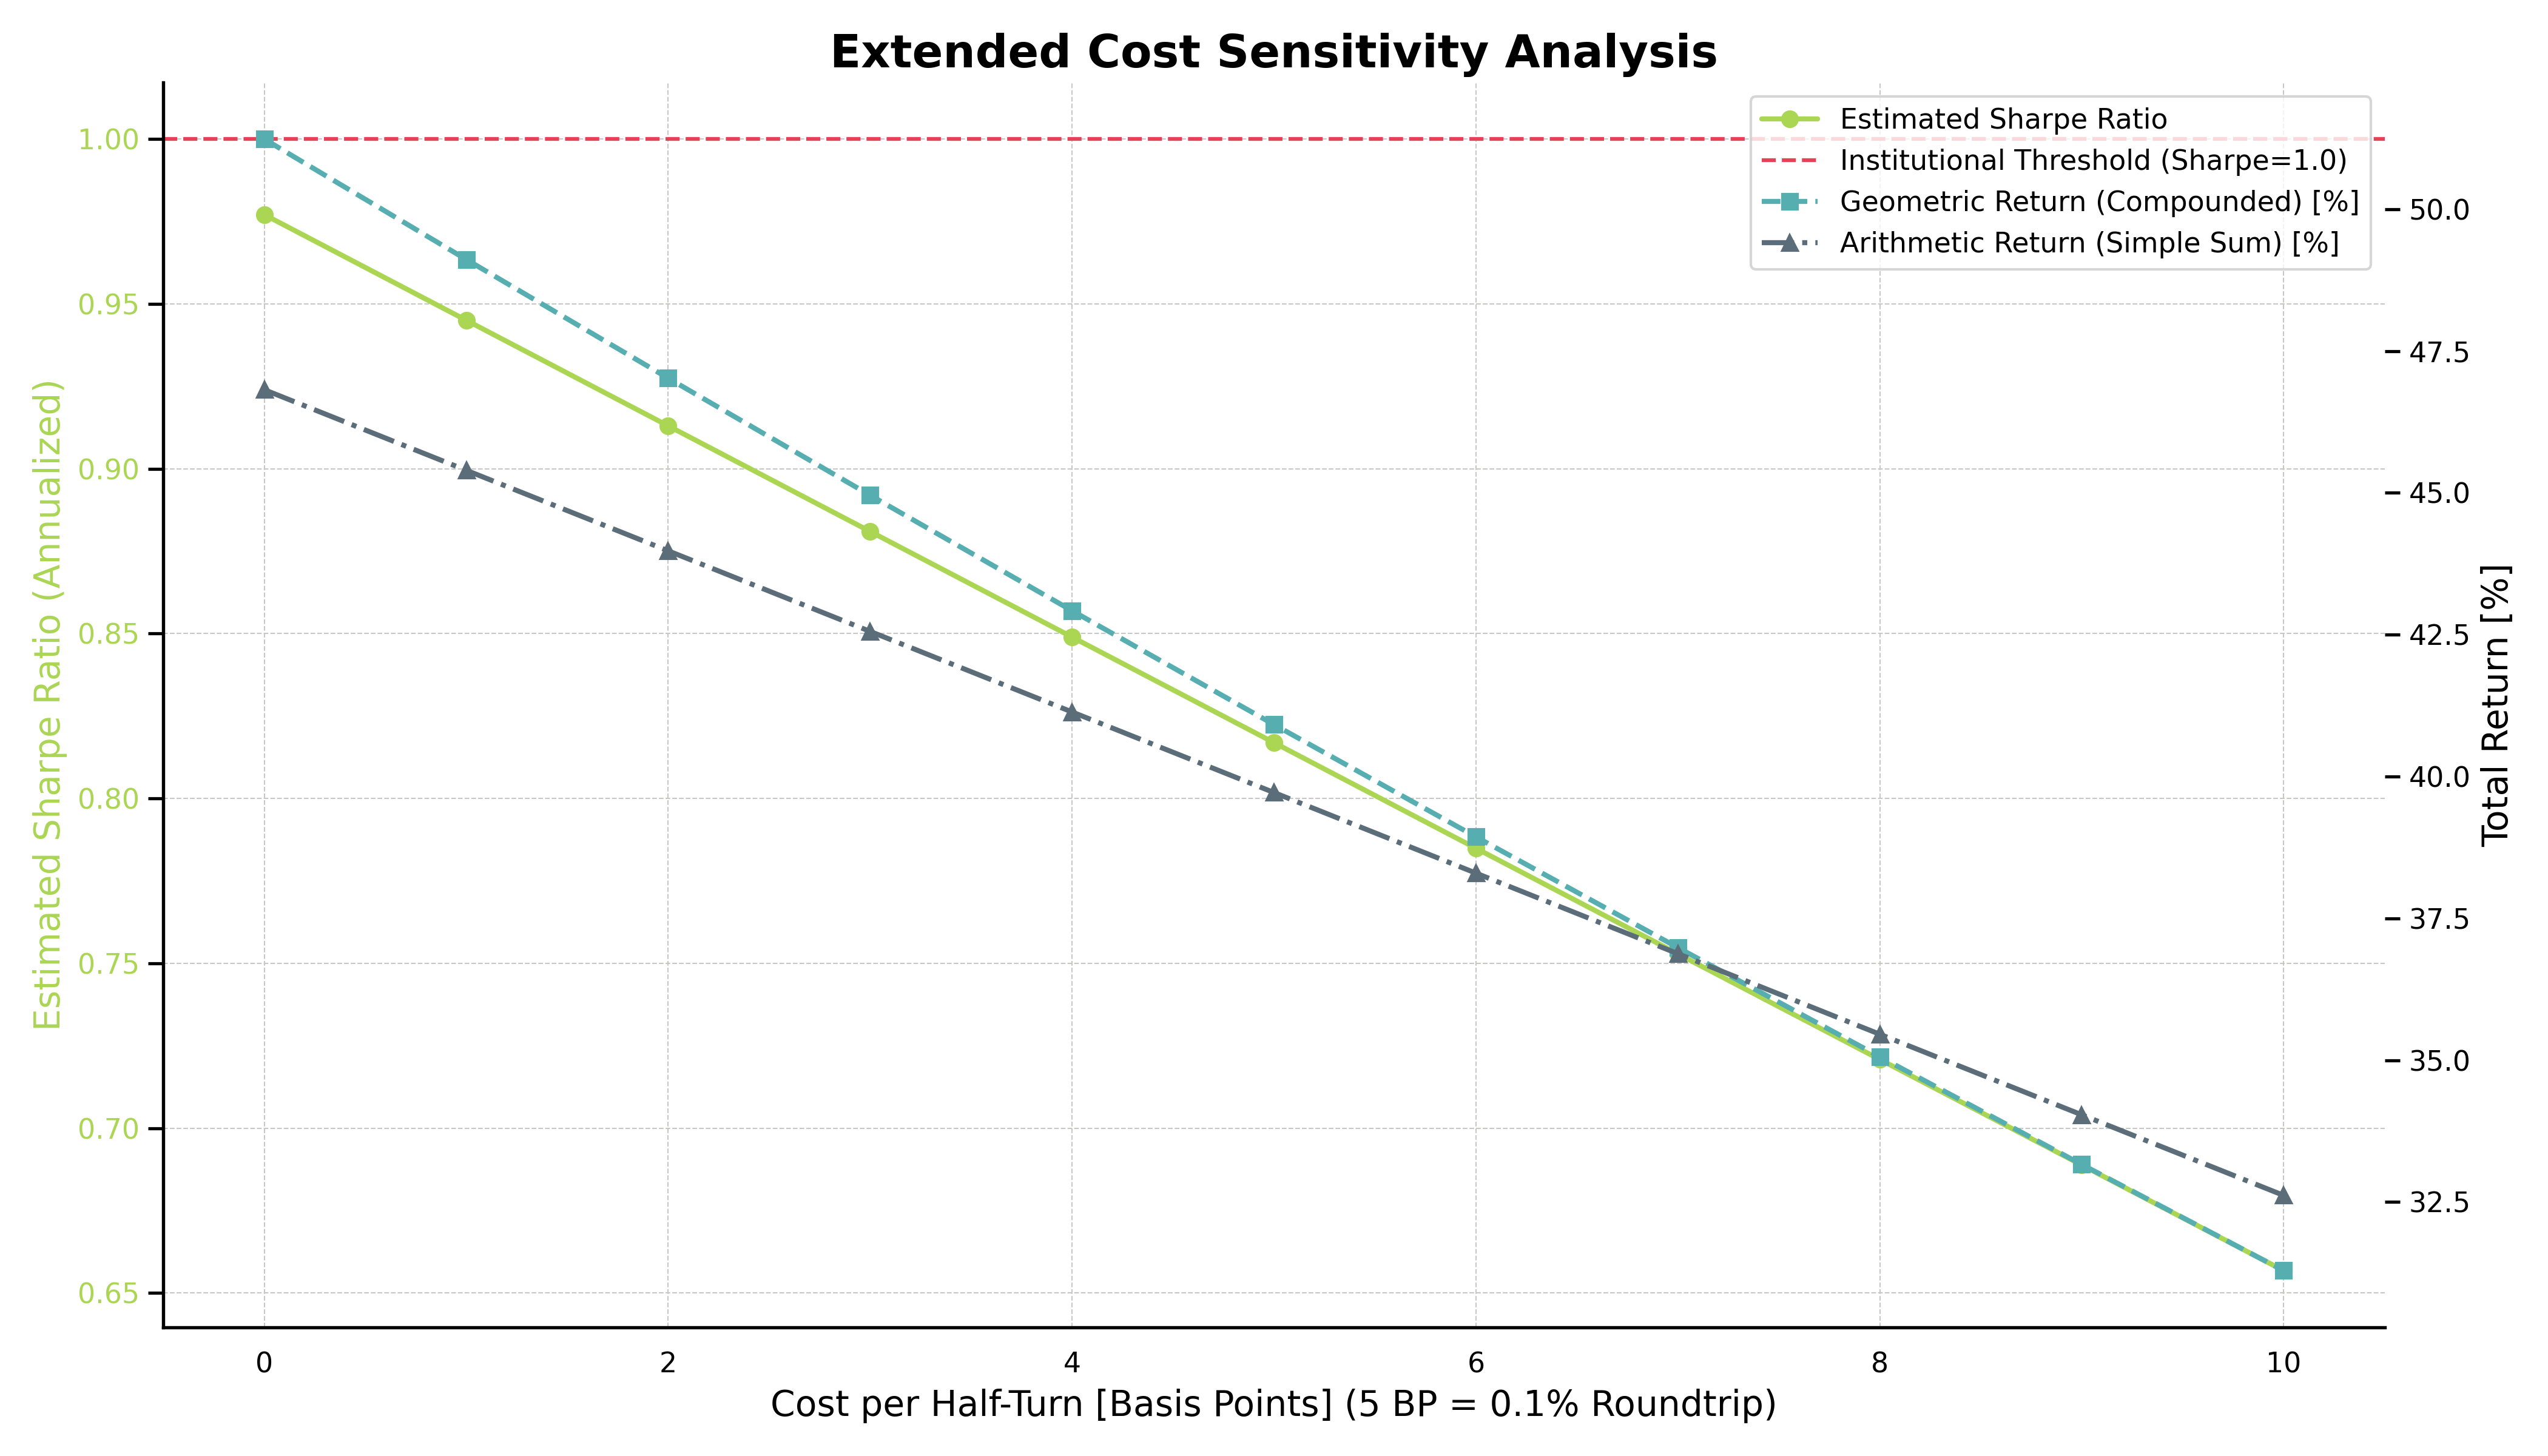 Extended Cost Sensitivity Analysis
Estimated Sharpe Ratio (Annualized)
1.00
0.95
0.90
0.85
0.80
0.75
0.70
0.65
Estimated Sharpe Ratio
Institutional Threshold (Sharpe=1.0)
Geometric Return (Compounded) [%]
Arithmetic Return (Simple Sum) [%]
50.0
47.5
45.0
42.5
40.0
37.5
35.0
32.5
Total Return [%]
0 2 4 6 8 10
Cost per Half-Turn [Basis Points] (5 BP = 0.1% Roundtrip)